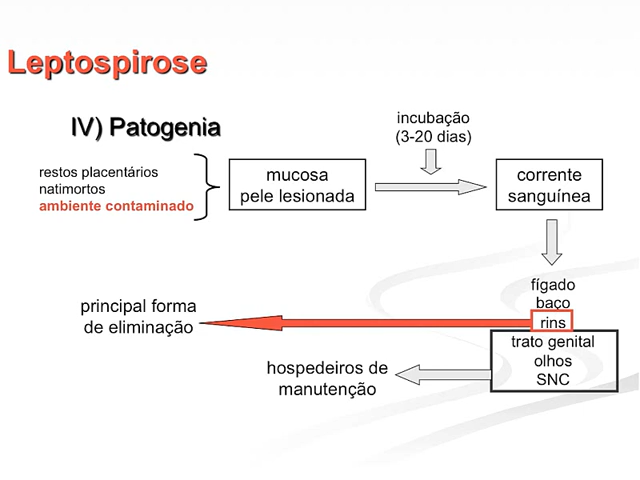 Leptospirose
IV) Patogenia
incubação
(3-20 dias)
restos placentários
natimortos
ambiente contaminado
mucosa
pele lesionada
corrente
sanguínea
fígado
baço
rins
trato genital
olhos
SNC
principal forma
de eliminação
hospedeiros de
manutenção